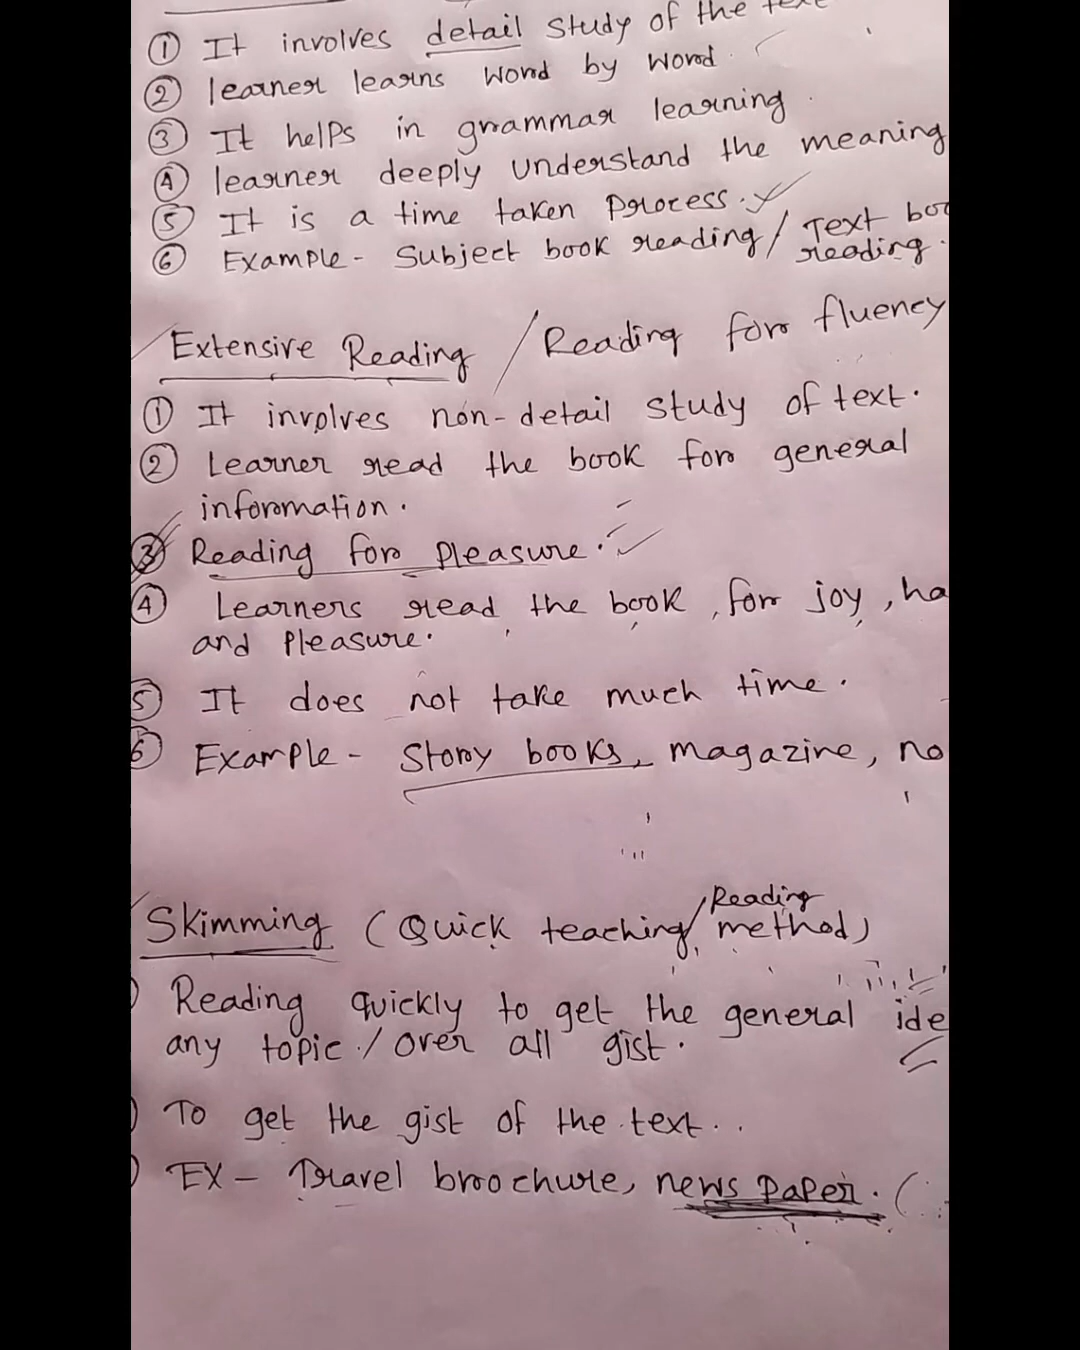 ① It involves detail study of the text
② learner learns word by word
③ It helps in grammar learning
④ learner deeply understand the meaning
⑤ It is a time taken process.
⑥ Example - Subject book reading/ Text
reading.
Extensive Reading / Reading for fluency
① It involves non-detail study of text.
② Learner read the book for general
information.
③ Reading for pleasure.
④ Learners read the book, for joy,
and pleasure.
⑤ It does not take much time.
⑥ Example - Story books, magazine,
Reading
Skimming (Quick teaching/ method)
Reading quickly to get the general
any topic./ over all gist.
To get the gist of the text..
EX - Travel broochure, news paper.